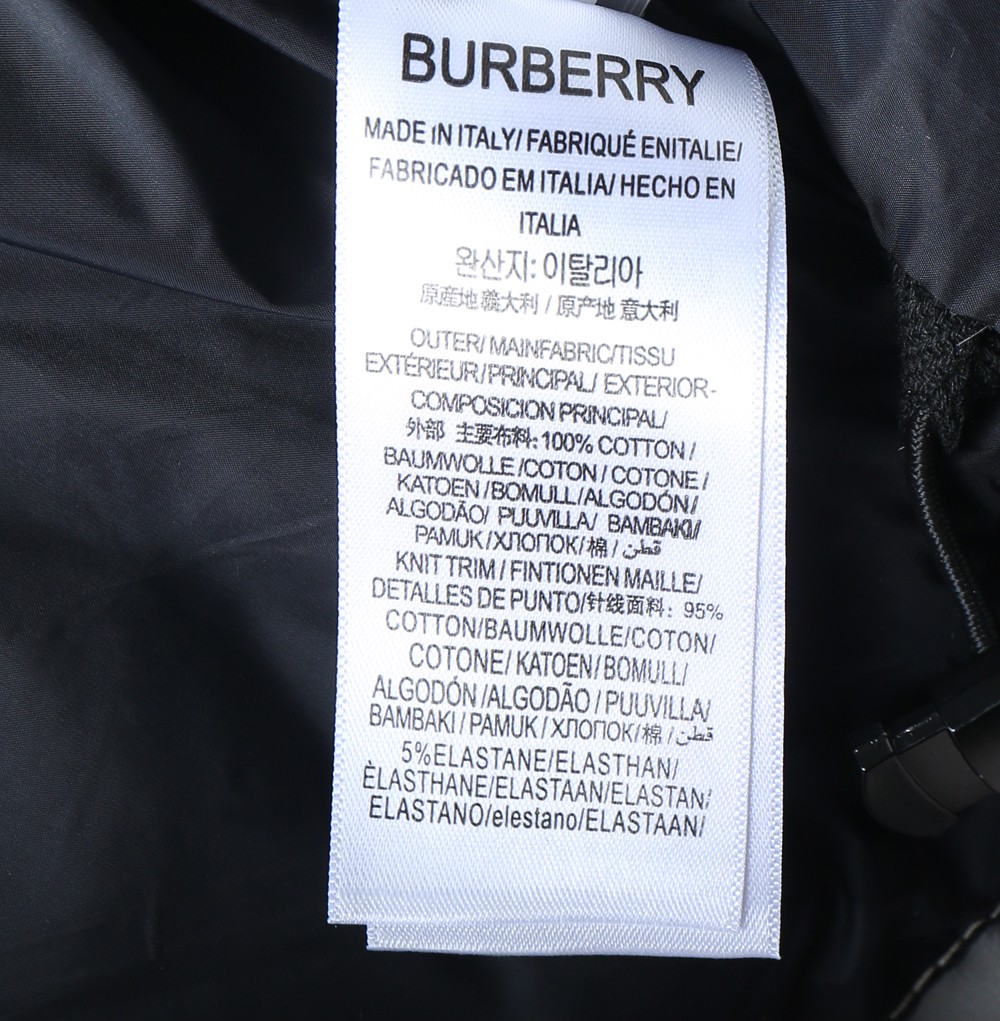 BURBERRY
MADE iN ITALY/ FABRIQUÉ ENITALIE/
FABRICADO EM ITALIA/ HECHO EN
ITALIA
완산지: 이탈리아
原産地 義大利 / 原产地 意大利
OUTER/ MAINFABRIC/TISSU
EXTÉRIEUR/PRINCIPAL/ EXTERIOR-
COMPOSICION PRINCIPAL/
外部 主要布料: 100% COTTON /
BAUMWOLLE /COTON / COTONE /
KATOEN /BOMULL/ALGODÓN/
ALGODÃO/ PUUVILLA/ BAMBAKI/
PAMUK /ХЛОПОК/棉 / قطن
KNIT TRIM / FINTIONEN MAILLE/
DETALLES DE PUNTO/针线面料: 95%
COTTON/BAUMWOLLE/COTON/
COTONE/ KATOEN/BOMULL/
ALGODÓN /ALGODÃO / PUUVILLA/
BAMBAKI / PAMUK / ХЛОПОК/棉 / قطن
5%ELASTANE/ELASTHAN/
ÈLASTHANE/ELASTAAN/ELASTAN/
ELASTANO/elestano/ELASTAAN/